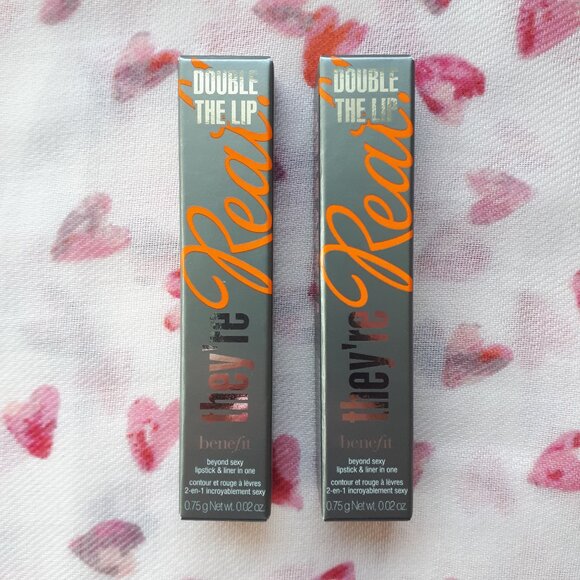 DOUBLE
THE LIP
they're Real!
benefit
beyond sexy
lipstick & liner in one
contour et rouge à lèvres
2-en-1 incroyablement sexy
0.75 g Net wt. 0.02 oz.
DOUBLE
THE LIP
they're Real!
benefit
beyond sexy
lipstick & liner in one
contour et rouge à lèvres
2-en-1 incroyablement sexy
0.75 g Net wt. 0.02 oz.